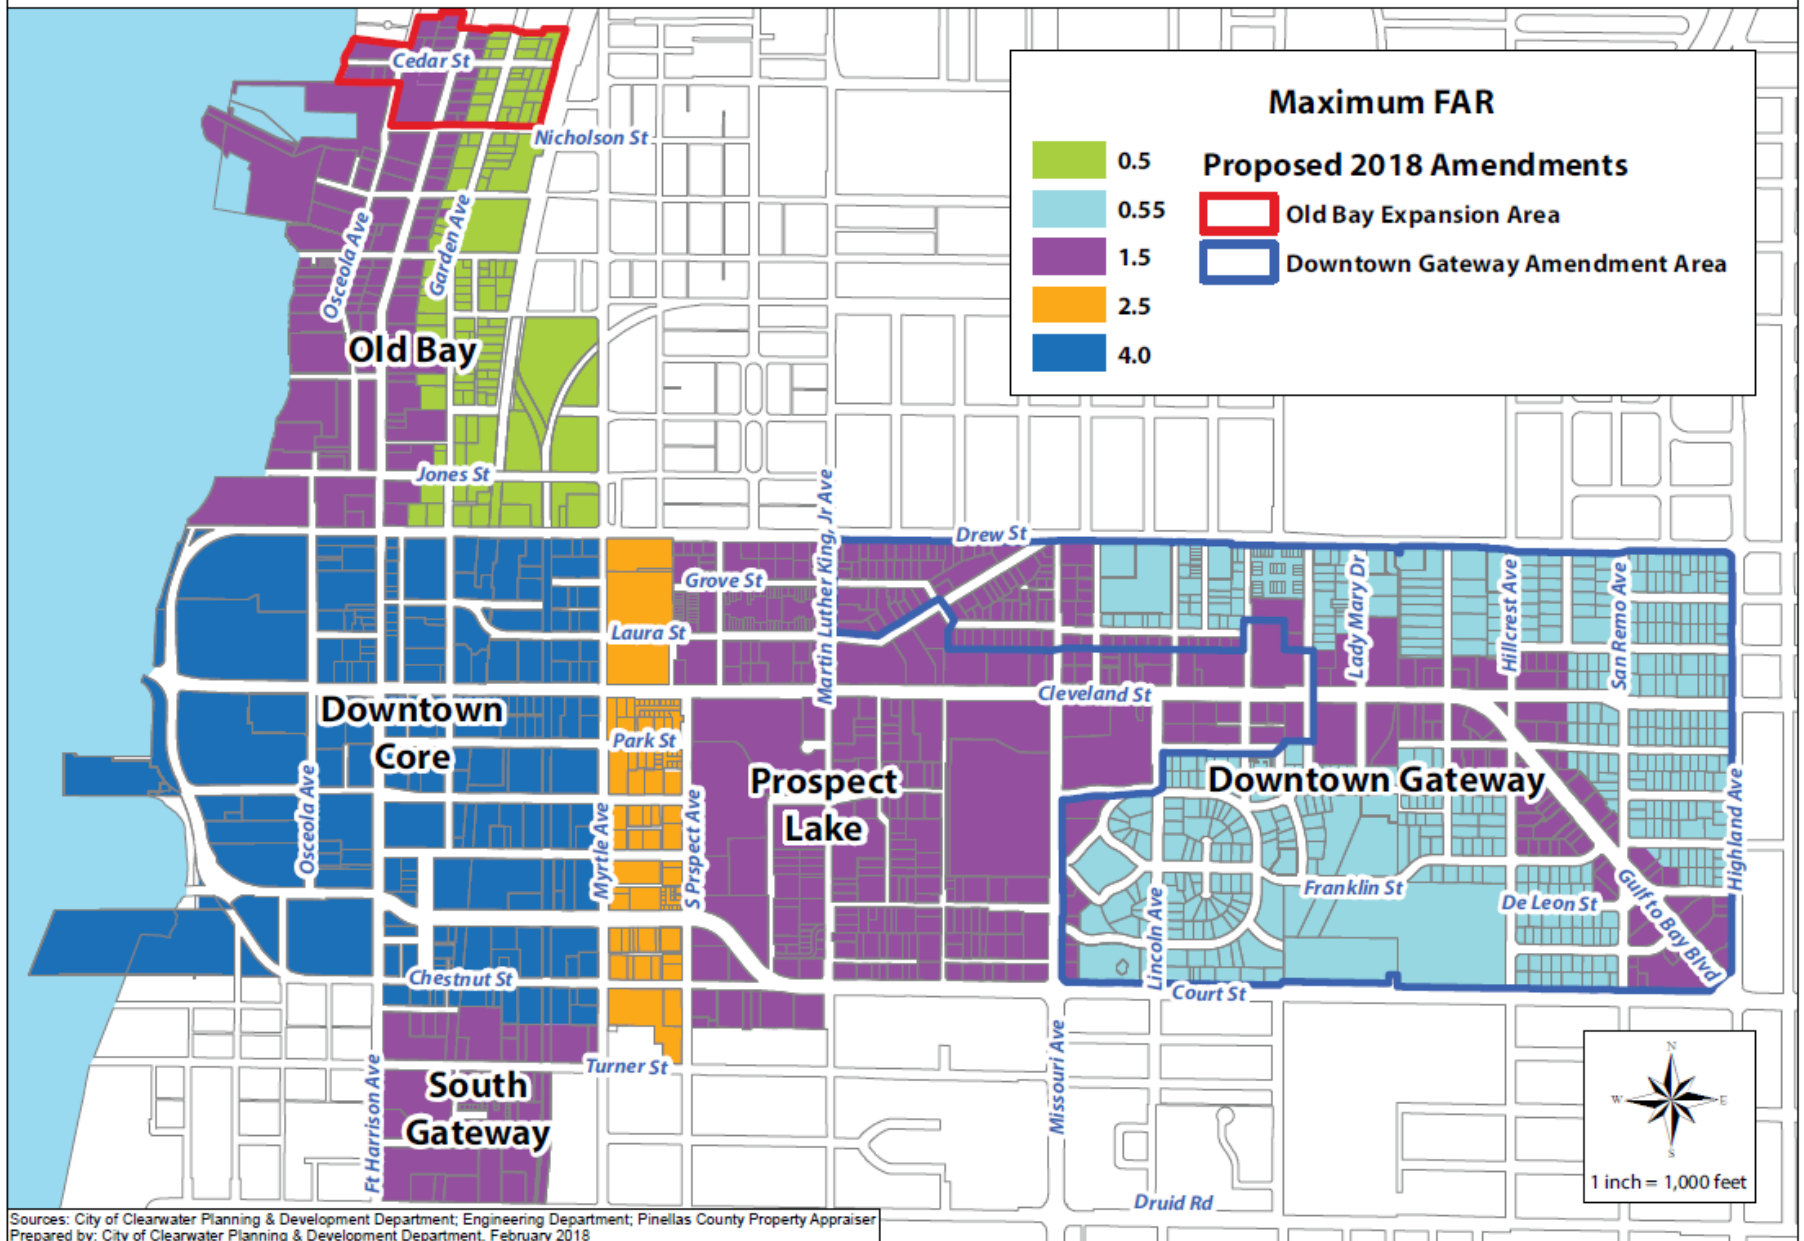 Maximum FAR
0.5
0.55
1.5
2.5
4.0
Proposed 2018 Amendments
Old Bay Expansion Area
Downtown Gateway Amendment Area
Cedar St
Nicholson St
Osceola Ave
Garden Ave
Old Bay
Jones St
Martin Luther King, Jr Ave
Drew St
Grove St
Laura St
Lady Mary Dr
Hillcrest Ave
San Remo Ave
Cleveland St
Downtown
Core
Park St
Prospect
Lake
Downtown Gateway
Osceola Ave
Myrtle Ave
S Prspect Ave
Highland Ave
Franklin St
De Leon St
Gulf to Bay Blvd
Lincoln Ave
Chestnut St
Court St
Missouri Ave
Turner St
Ft Harrison Ave
South
Gateway
Druid Rd
N
W
E
S
1 inch = 1,000 feet
Sources: City of Clearwater Planning & Development Department; Engineering Department; Pinellas County Property Appraiser
Prepared by: City of Clearwater Planning & Development Department, February 2018